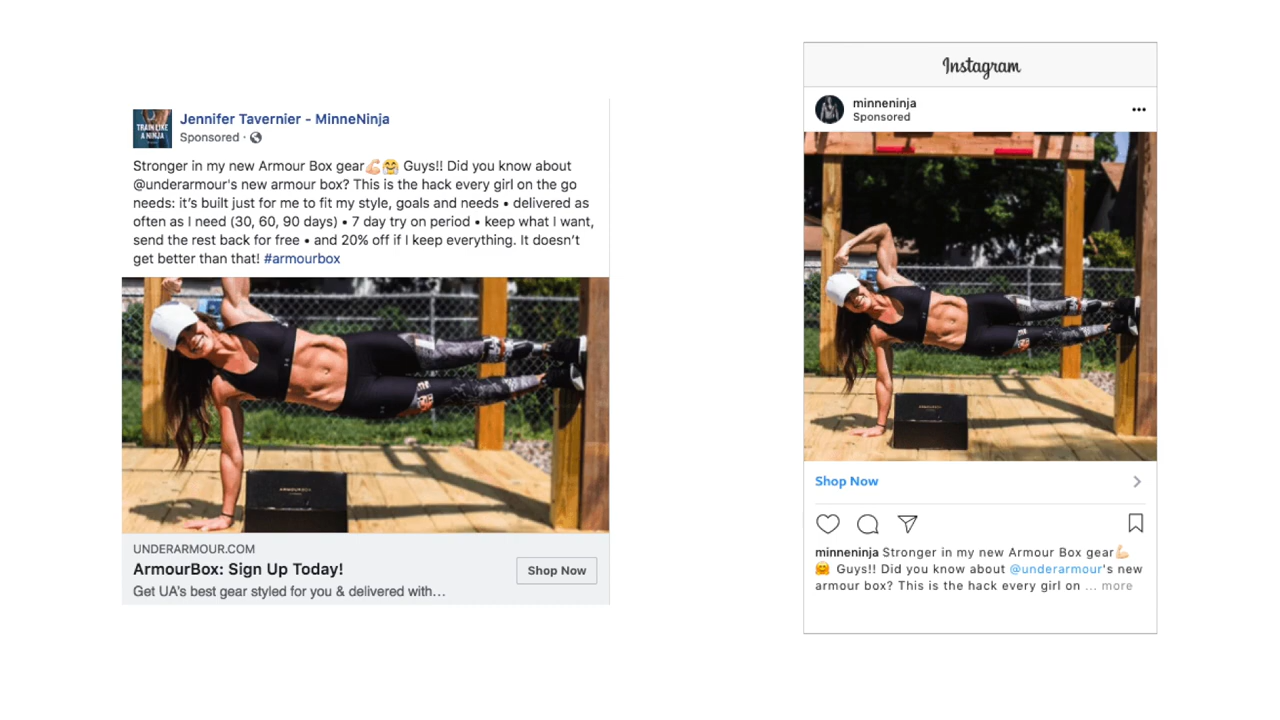 TRAIN LIKE
A NINJA
Jennifer Tavernier - MinneNinja
Sponsored ·
Stronger in my new Armour Box gear💪🏻🤗 Guys!! Did you know about
@underarmour's new armour box? This is the hack every girl on the go
needs: it's built just for me to fit my style, goals and needs • delivered as
often as I need (30, 60, 90 days) • 7 day try on period • keep what I want,
send the rest back for free • and 20% off if I keep everything. It doesn't
get better than that! #armourbox
ARMOURBOX
UNDERARMOUR.COM
ArmourBox: Sign Up Today!
Get UA's best gear styled for you & delivered with...
Shop Now
Instagram
minneninja
Sponsored
ARMOURBOX
Shop Now
minneninja Stronger in my new Armour Box gear💪🏻
🤗 Guys!! Did you know about @underarmour's new
armour box? This is the hack every girl on ... more